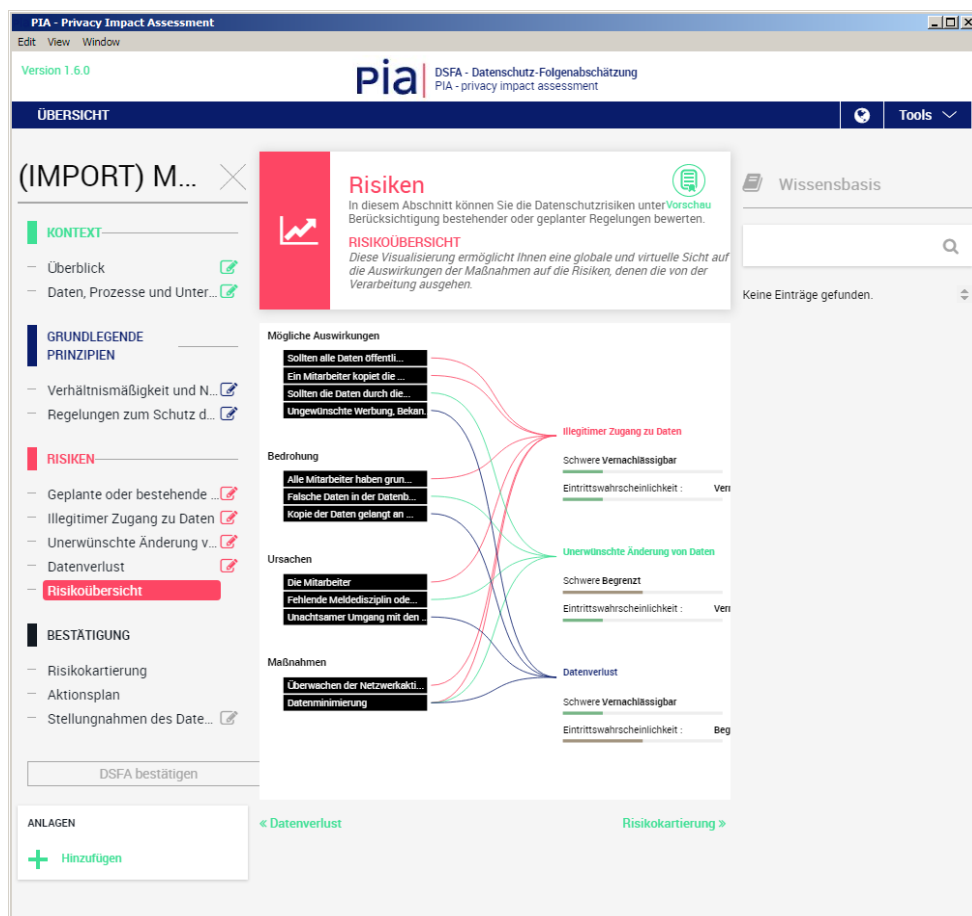 PIA - Privacy Impact Assessment
Edit View Window
Version 1.6.0
pia
DSFA - Datenschutz-Folgenabschätzung
PIA - privacy impact assessment
ÜBERSICHT
Tools
(IMPORT) M...
KONTEXT
Überblick
Daten, Prozesse und Unter...
GRUNDLEGENDE
PRINZIPIEN
Verhältnismäßigkeit und N...
Regelungen zum Schutz d...
RISIKEN
Geplante oder bestehende ...
Illegitimer Zugang zu Daten
Unerwünschte Änderung v...
Datenverlust
Risikoübersicht
BESTÄTIGUNG
Risikokartierung
Aktionsplan
Stellungnahmen des Date...
DSFA bestätigen
ANLAGEN
Hinzufügen
Risiken
In diesem Abschnitt können Sie die Datenschutzrisiken unter
Vorschau
Berücksichtigung bestehender oder geplanter Regelungen bewerten.
RISIKOÜBERSICHT
Diese Visualisierung ermöglicht Ihnen eine globale und virtuelle Sicht auf
die Auswirkungen der Maßnahmen auf die Risiken, denen die von der
Verarbeitung ausgehen.
Mögliche Auswirkungen
Sollten alle Daten öffentli...
Ein Mitarbeiter kopiet die ...
Sollten die Daten durch die...
Ungewünschte Werbung, Bekan.
Bedrohung
Alle Mitarbeiter haben grun...
Falsche Daten in der Datenb...
Kopie der Daten gelangt an ...
Ursachen
Die Mitarbeiter
Fehlende Meldedisziplin ode...
Unachtsamer Umgang mit den ..
Maßnahmen
Überwachen der Netzwerkakti...
Datenminimierung
Illegitimer Zugang zu Daten
Schwere Vernachlässigbar
Eintrittswahrscheinlichkeit : Vern
Unerwünschte Änderung von Daten
Schwere Begrenzt
Eintrittswahrscheinlichkeit : Vern
Datenverlust
Schwere Vernachlässigbar
Eintrittswahrscheinlichkeit : Beg
« Datenverlust
Risikokartierung »
Wissensbasis
Keine Einträge gefunden.